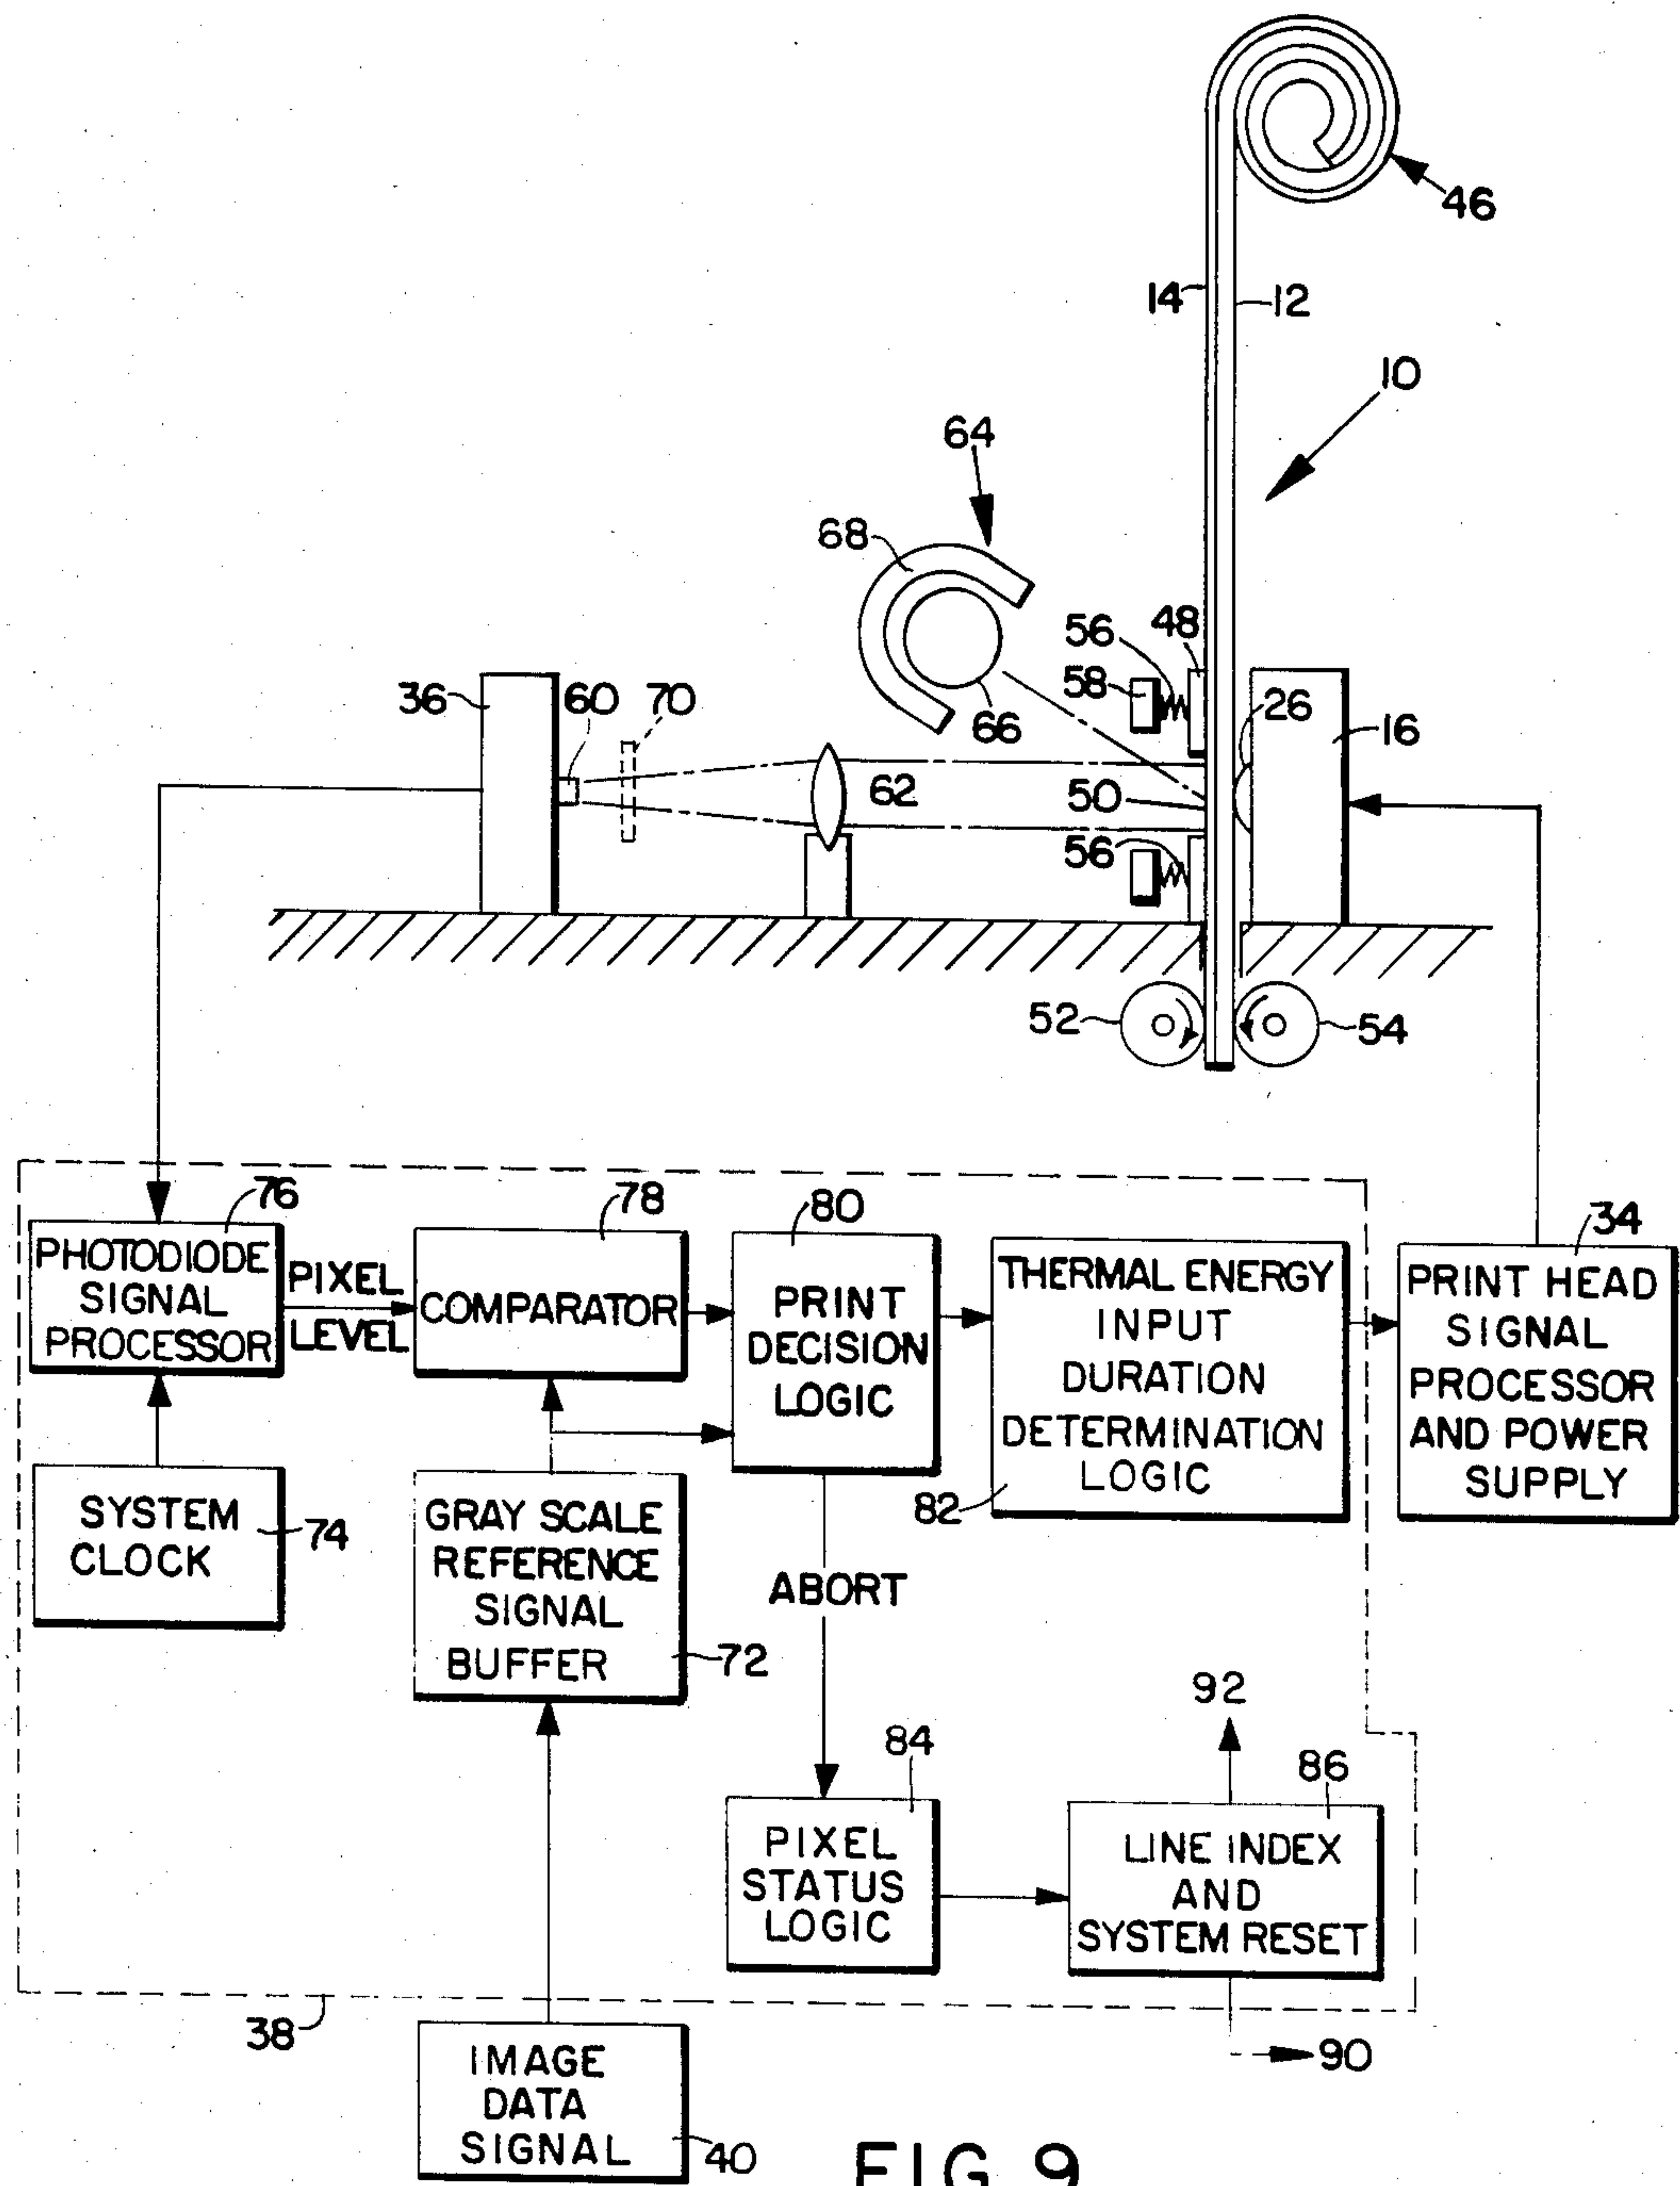 46
14
12
10
64
68
56
48
58
36
60
70
66
26
16
62
50
56
52
54
76
78
80
34
PHOTODIODE
SIGNAL
PROCESSOR
PIXEL
LEVEL
COMPARATOR
PRINT
DECISION
LOGIC
THERMAL ENERGY
INPUT
DURATION
DETERMINATION
LOGIC
82
PRINT HEAD
SIGNAL
PROCESSOR
AND POWER
SUPPLY
SYSTEM
CLOCK
74
GRAY SCALE
REFERENCE
SIGNAL
BUFFER
72
ABORT
84
92
86
PIXEL
STATUS
LOGIC
LINE INDEX
AND
SYSTEM RESET
38
90
IMAGE
DATA
SIGNAL
40
FIG 9